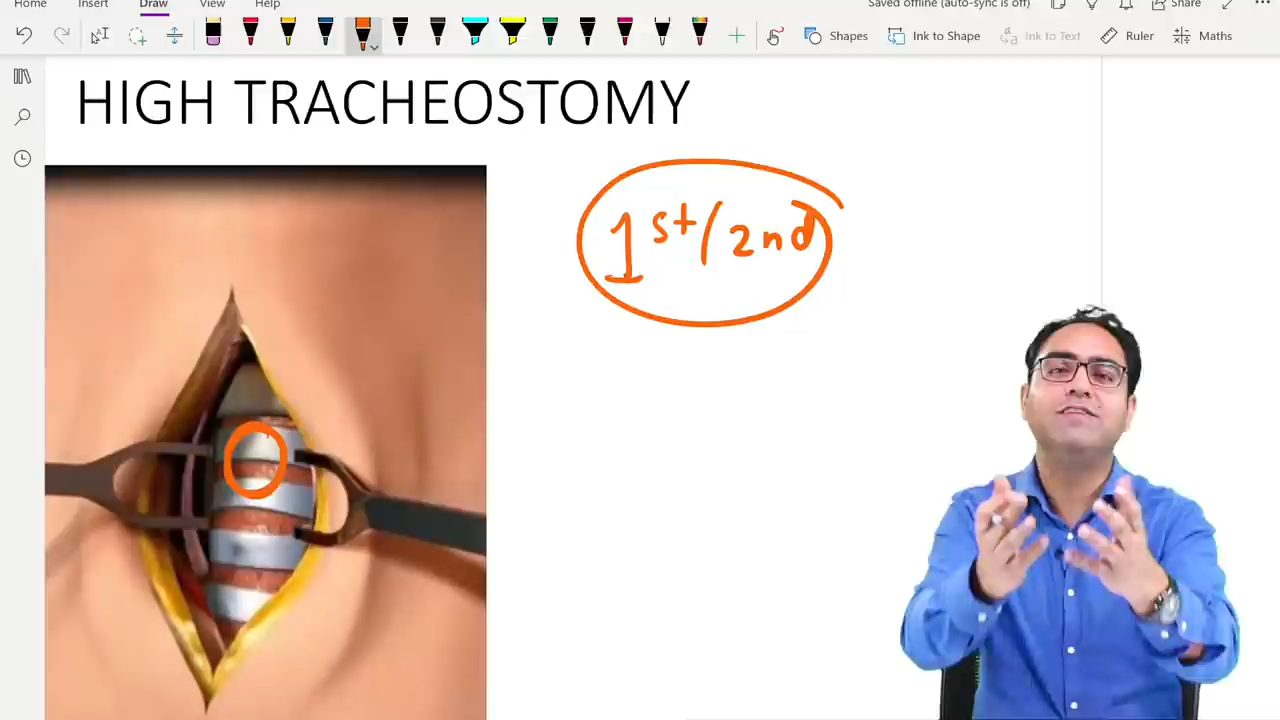 Home Insert Draw View Help Saved offline (auto-sync is off) Share
Shapes Ink to Shape Ink to Text Ruler Maths
HIGH TRACHEOSTOMY
1st/2nd